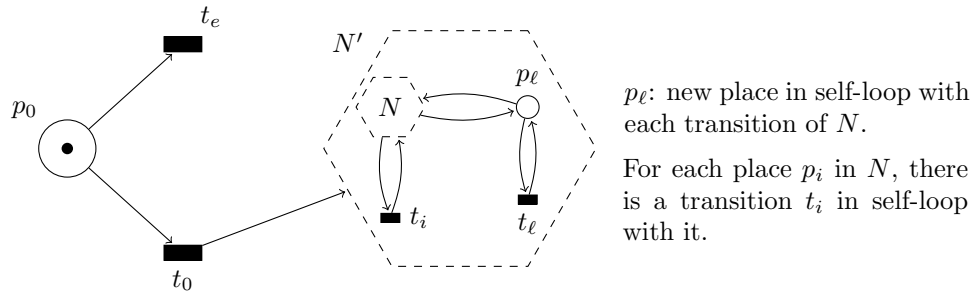 t_e
N′
p_ℓ
p_0
N
p_ℓ: new place in self-loop with
each transition of N.
For each place p_i in N, there
is a transition t_i in self-loop
with it.
t_i
t_ℓ
t_0